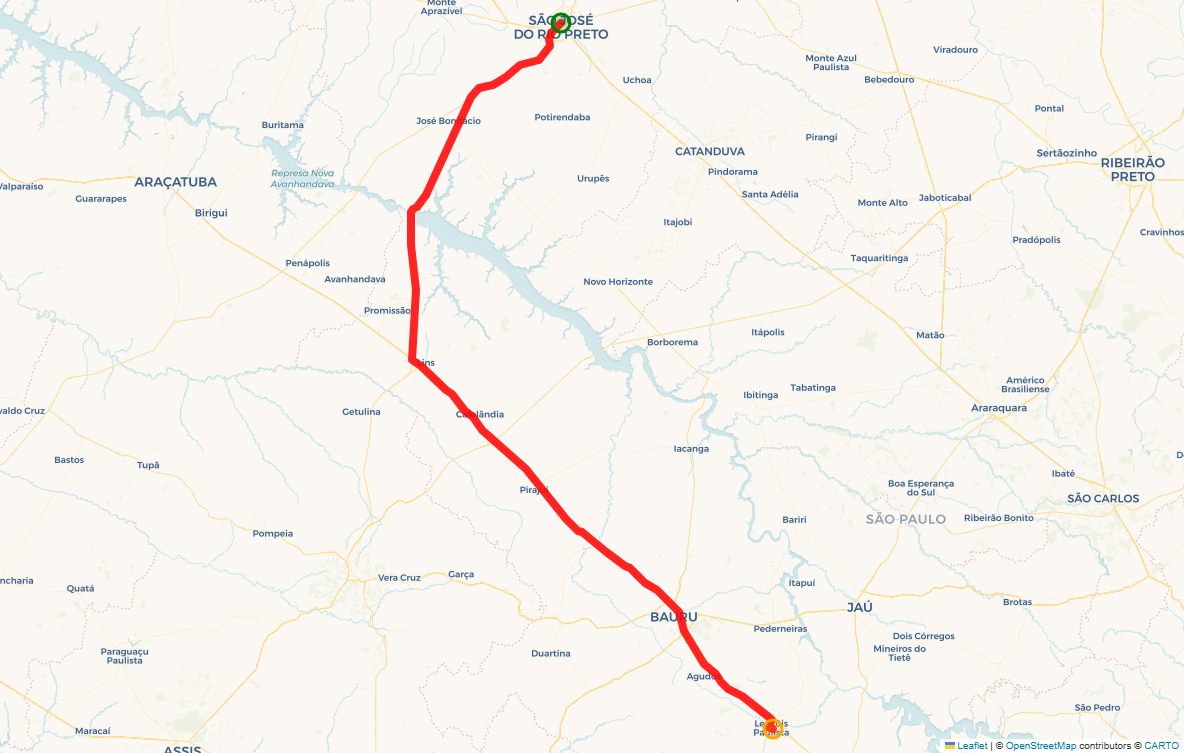 Monte
Aprazível
SÃO JOSÉ
DO RIO PRETO
Viradouro
Monte Azul
Paulista
Uchoa
Bebedouro
Pontal
José Bonifácio
Potirendaba
Buritama
Pirangi
CATANDUVA
Sertãozinho
RIBEIRÃO
PRETO
Pindorama
Represa Nova
Avanhandava
Urupês
ARAÇATUBA
Valparaíso
Santa Adélia
Guararapes
Jaboticabal
Monte Alto
Birigui
Itajobi
Cravinhos
Pradópolis
Taquaritinga
Penápolis
Avanhandava
Novo Horizonte
Promissão
Itápolis
Matão
Borborema
Lins
Américo
Brasiliense
Tabatinga
Ibitinga
Araraquara
valdo Cruz
Getulina
Cafelândia
Iacanga
Bastos
Tupã
Ibaté
Boa Esperança
do Sul
Pirajuí
SÃO CARLOS
Bariri
SÃO PAULO
Ribeirão Bonito
Pompeia
Vera Cruz
Garça
ncharia
Quatá
Itapuí
Brotas
JAÚ
BAURU
Pederneiras
Dois Córregos
Mineiros do
Tietê
Paraguaçu
Paulista
Duartina
Agudos
São Pedro
Lençóis
Paulista
Maracaí
ASSIS
Leaflet | © OpenStreetMap contributors © CARTO